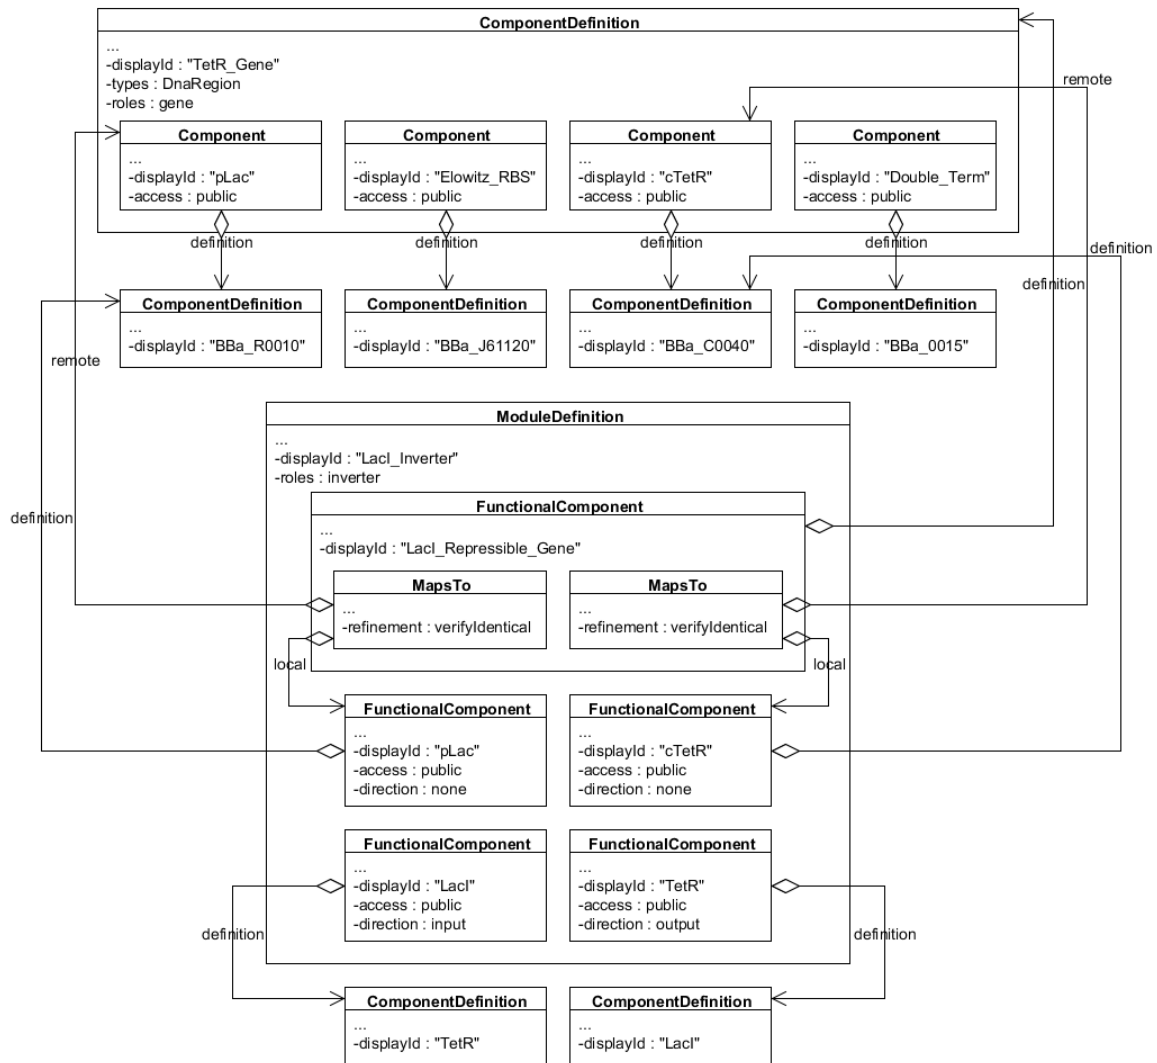 ComponentDefinition
...
-displayId : "TetR_Gene"
-types : DnaRegion
-roles : gene
remote
Component
...
-displayId : "pLac"
-access : public
Component
...
-displayId : "Elowitz_RBS"
-access : public
Component
...
-displayId : "cTetR"
-access : public
Component
...
-displayId : "Double_Term"
-access : public
definition
definition
definition
definition
definition
definition
ComponentDefinition
...
-displayId : "BBa_R0010"
ComponentDefinition
...
-displayId : "BBa_J61120"
ComponentDefinition
...
-displayId : "BBa_C0040"
ComponentDefinition
...
-displayId : "BBa_0015"
remote
ModuleDefinition
...
-displayId : "LacI_Inverter"
-roles : inverter
definition
FunctionalComponent
...
-displayId : "LacI_Repressible_Gene"
MapsTo
...
-refinement : verifyIdentical
MapsTo
...
-refinement : verifyIdentical
local
local
FunctionalComponent
...
-displayId : "pLac"
-access : public
-direction : none
FunctionalComponent
...
-displayId : "cTetR"
-access : public
-direction : none
FunctionalComponent
...
-displayId : "LacI"
-access : public
-direction : input
FunctionalComponent
...
-displayId : "TetR"
-access : public
-direction : output
definition
definition
ComponentDefinition
...
-displayId : "TetR"
ComponentDefinition
...
-displayId : "LacI"